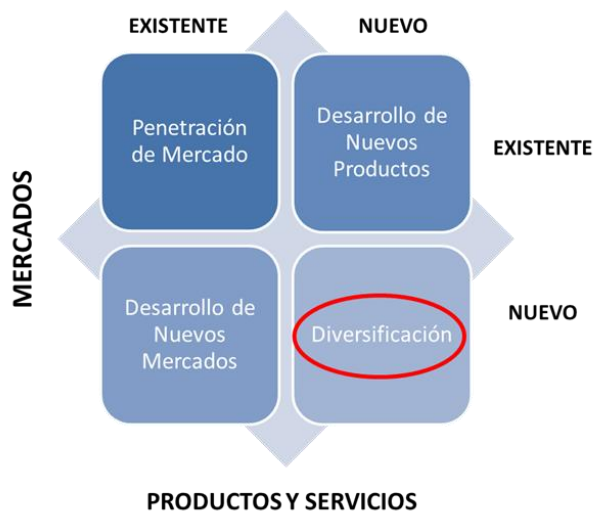 EXISTENTE NUEVO
Penetración
de Mercado
Desarrollo de
Nuevos
Productos
EXISTENTE
MERCADOS
Desarrollo de
Nuevos
Mercados
Diversificación
NUEVO
PRODUCTOS Y SERVICIOS